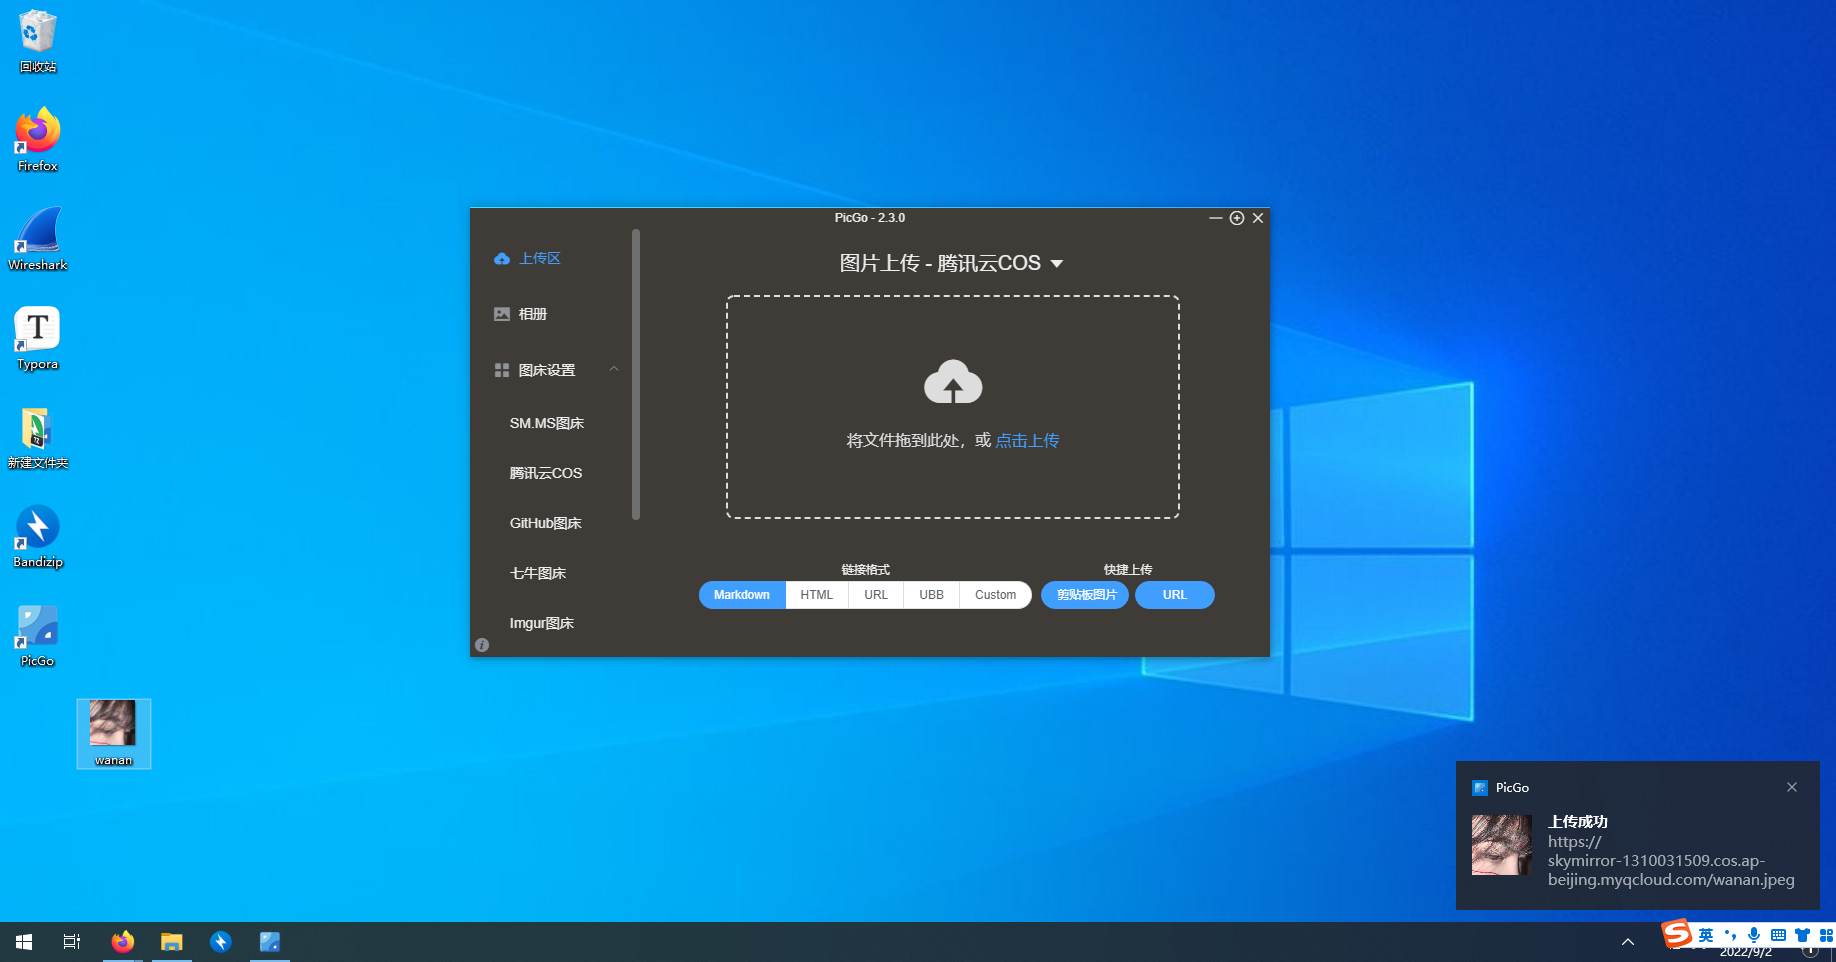 回收站
Firefox
Wireshark
Typora
新建文件夹
Bandizip
PicGo
wanan
PicGo - 2.3.0
上传区
相册
图床设置
SM.MS图床
腾讯云COS
GitHub图床
七牛图床
Imgur图床
图片上传 - 腾讯云COS
将文件拖到此处，或 点击上传
链接格式
快捷上传
Markdown HTML URL UBB Custom 剪贴板图片 URL
PicGo
上传成功
https://
skymirror-1310031509.cos.ap-
beijing.myqcloud.com/wanan.jpeg
英
2022/9/2